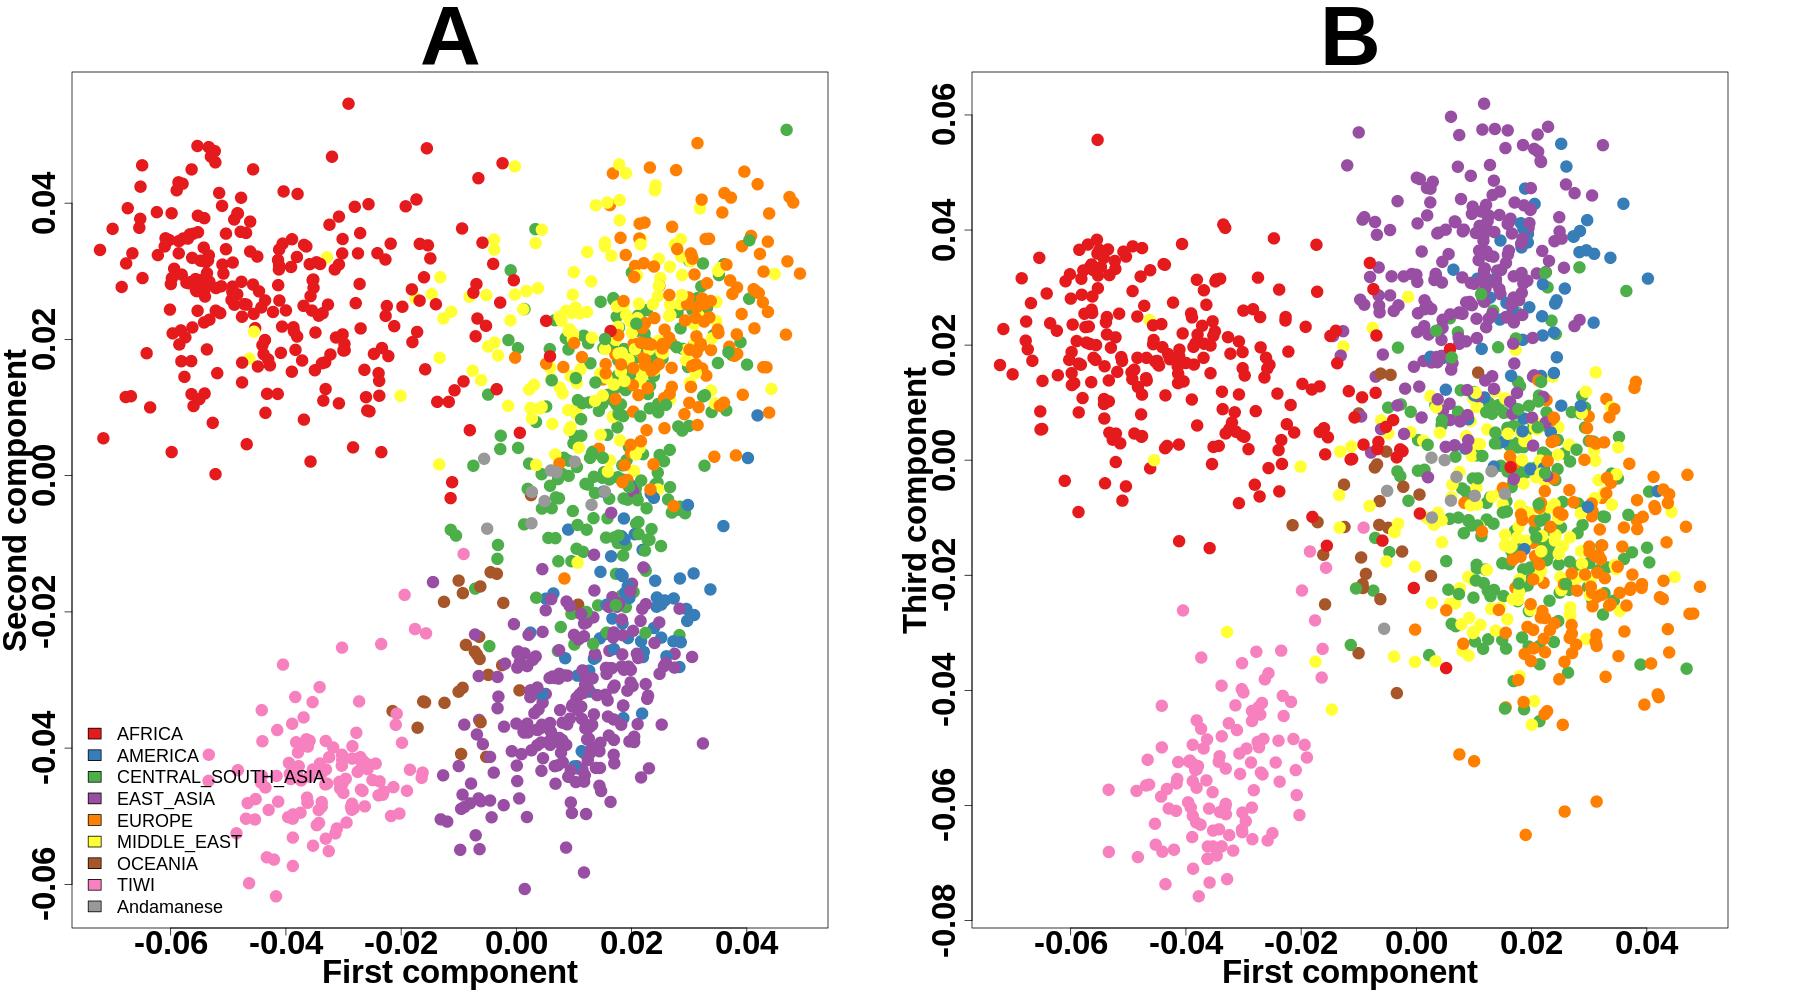 A
B
0.04
0.02
0.00
-0.02
-0.04
-0.06
Second component
AFRICA
AMERICA
CENTRAL_SOUTH_ASIA
EAST_ASIA
EUROPE
MIDDLE_EAST
OCEANIA
TIWI
Andamanese
-0.06 -0.04 -0.02 0.00 0.02 0.04
First component
0.06
0.04
0.02
0.00
-0.02
-0.04
-0.06
-0.08
Third component
-0.06 -0.04 -0.02 0.00 0.02 0.04
First component